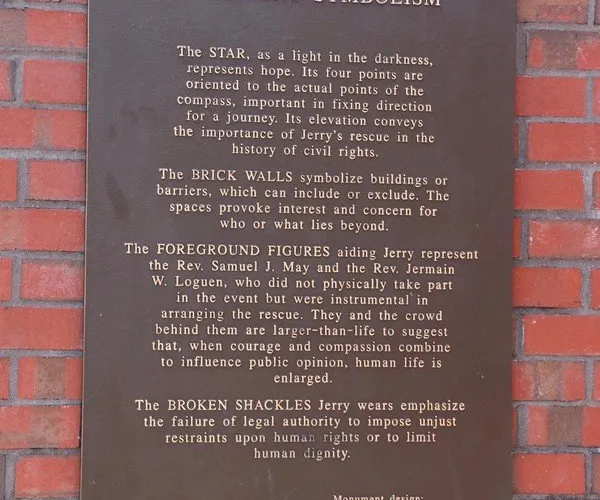 SYMBOLISM
The STAR, as a light in the darkness,
represents hope. Its four points are
oriented to the actual points of the
compass, important in fixing direction
for a journey. Its elevation conveys
the importance of Jerry's rescue in the
history of civil rights.
The BRICK WALLS symbolize buildings or
barriers, which can include or exclude. The
spaces provoke interest and concern for
who or what lies beyond.
The FOREGROUND FIGURES aiding Jerry represent
the Rev. Samuel J. May and the Rev. Jermain
W. Loguen, who did not physically take part
in the event but were instrumental in
arranging the rescue. They and the crowd
behind them are larger-than-life to suggest
that, when courage and compassion combine
to influence public opinion, human life is
enlarged.
The BROKEN SHACKLES Jerry wears emphasize
the failure of legal authority to impose unjust
restraints upon human rights or to limit
human dignity.
Monument design: